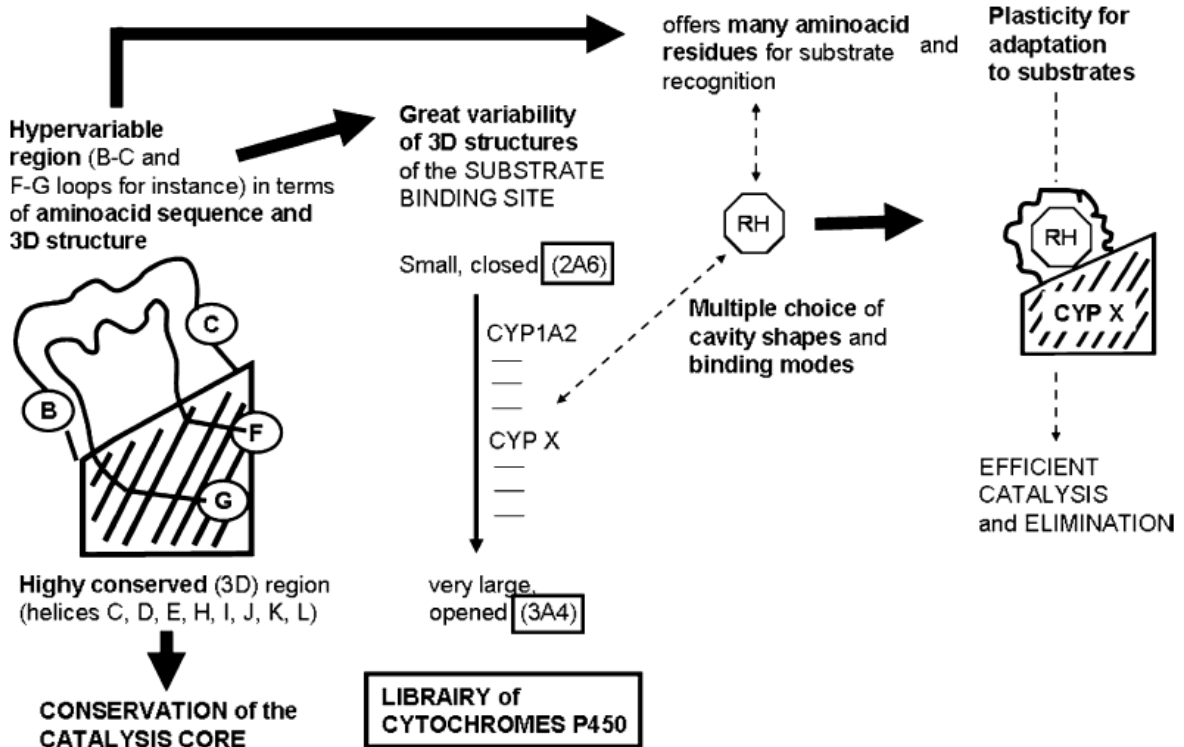 offers many aminoacid
residues for substrate
recognition
and
Plasticity for
adaptation
to substrates
Hypervariable
region (B-C and
F-G loops for instance) in terms
of aminoacid sequence and
3D structure
Great variability
of 3D structures
of the SUBSTRATE
BINDING SITE
RH
RH
CYP X
Small, closed (2A6)
CYP1A2
CYP X
very large,
opened (3A4)
Multiple choice of
cavity shapes and
binding modes
C
B
F
G
EFFICIENT
CATALYSIS
and ELIMINATION
Highy conserved (3D) region
(helices C, D, E, H, I, J, K, L)
CONSERVATION of the
CATALYSIS CORE
LIBRAIRY of
CYTOCHROMES P450